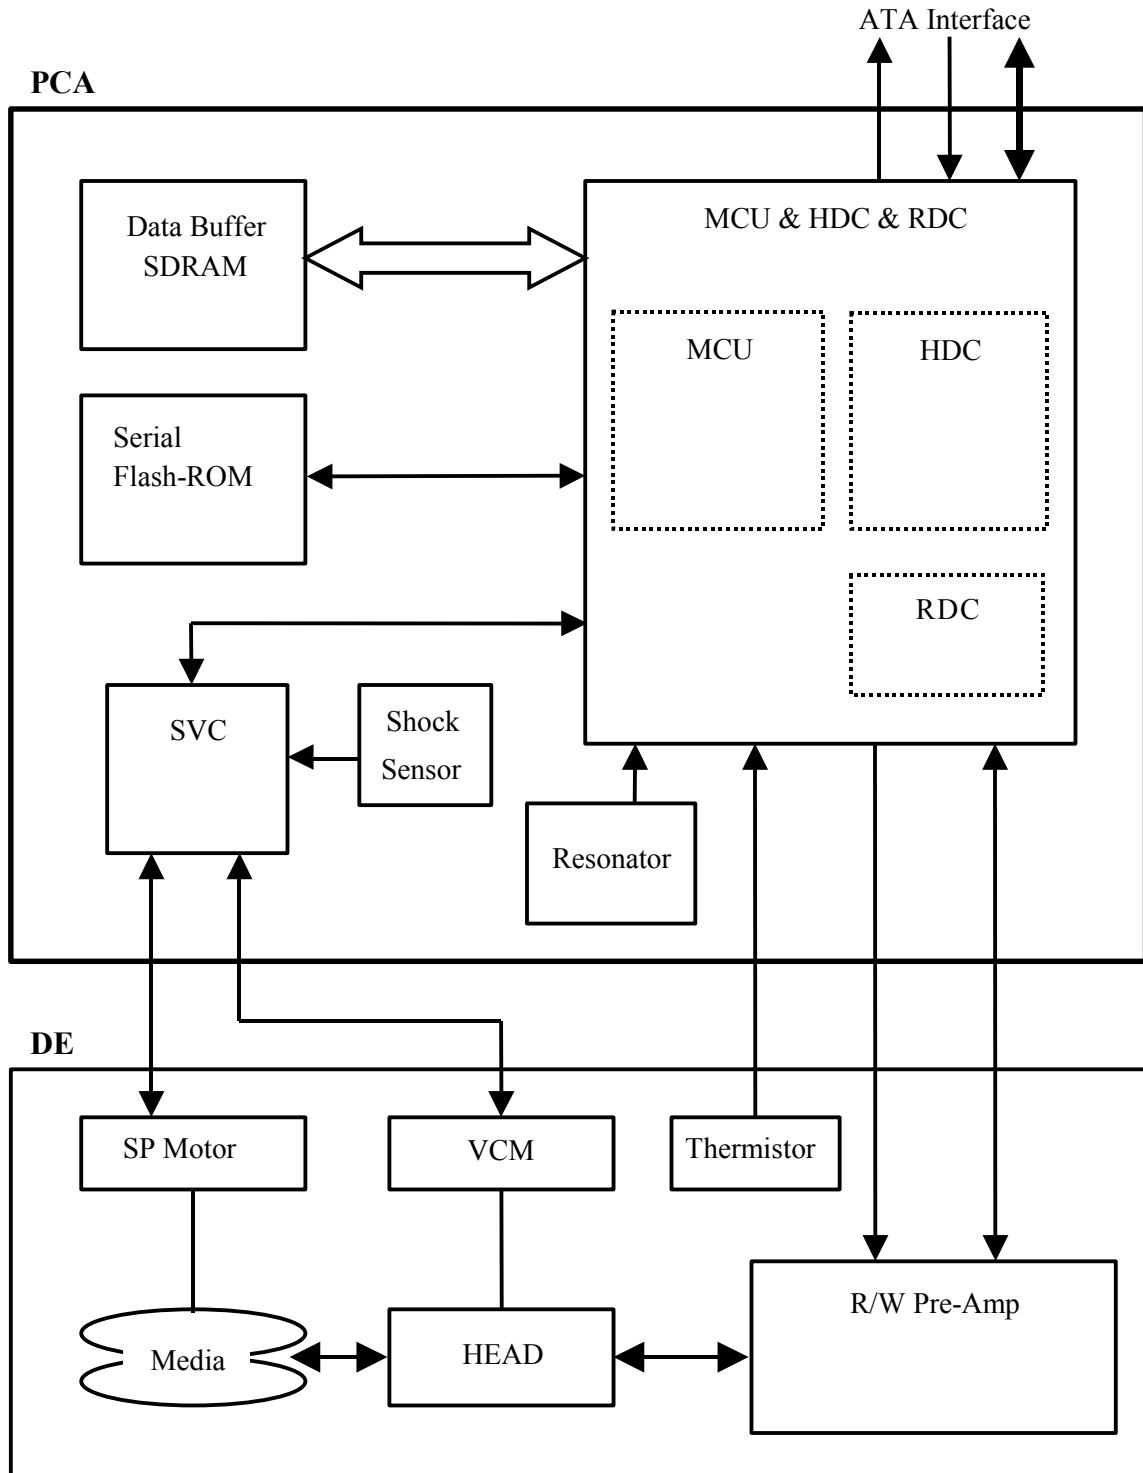 ATA Interface
PCA
Data Buffer
SDRAM
MCU & HDC & RDC
MCU
HDC
Serial
Flash-ROM
RDC
SVC
Shock
Sensor
Resonator
DE
SP Motor
VCM
Thermistor
R/W Pre-Amp
Media
HEAD